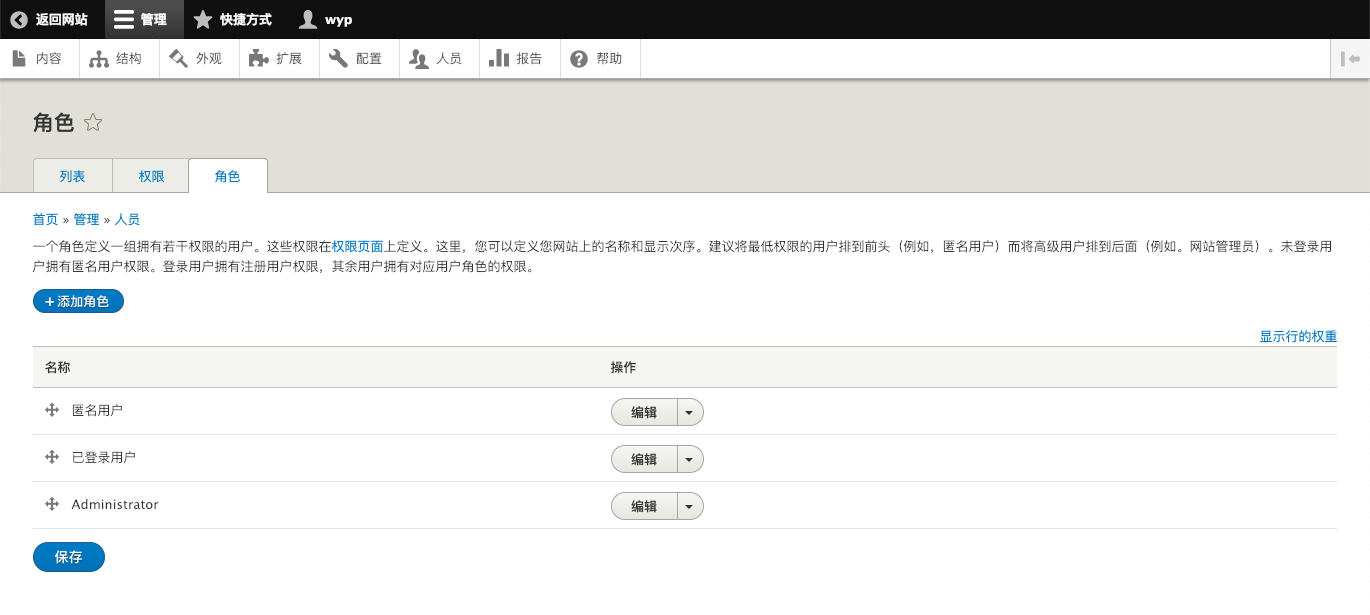 返回网站 管理 快捷方式 wyp
内容 结构 外观 扩展 配置 人员 报告 帮助
角色
列表 权限 角色
首页 » 管理 » 人员
一个角色定义一组拥有若干权限的用户。这些权限在权限页面上定义。这里，您可以定义您网站上的名称和显示次序。建议将最低权限的用户排到前头（例如，匿名用户）而将高级用户排到后面（例如。网站管理员）。未登录用
户拥有匿名用户权限。登录用户拥有注册用户权限，其余用户拥有对应用户角色的权限。
+添加角色
显示行的权重
名称 操作
匿名用户 编辑
已登录用户 编辑
Administrator 编辑
保存